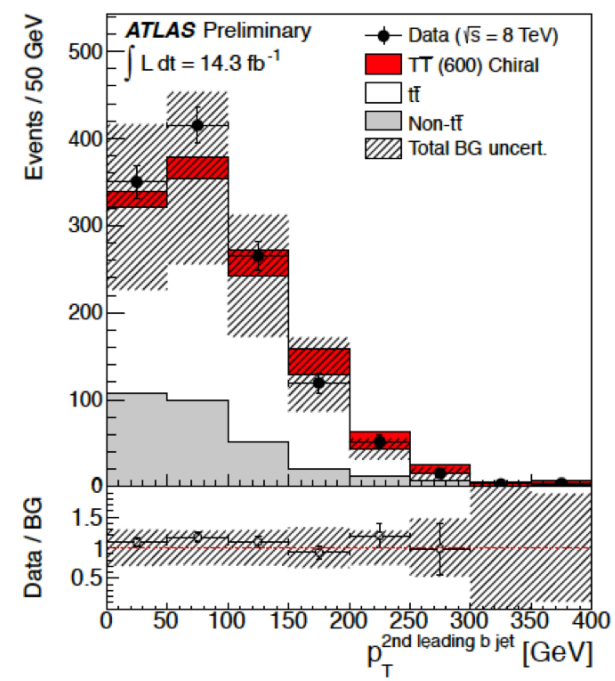 ATLAS Preliminary
∫ L dt = 14.3 fb⁻¹
Data (√s = 8 TeV)
TT̄ (600) Chiral
tt̄
Non-tt̄
Total BG uncert.
Events / 50 GeV
500
400
300
200
100
0
Data / BG
1.5
1
0.5
0 50 100 150 200 250 300 350 400
p_T^2nd leading b jet [GeV]